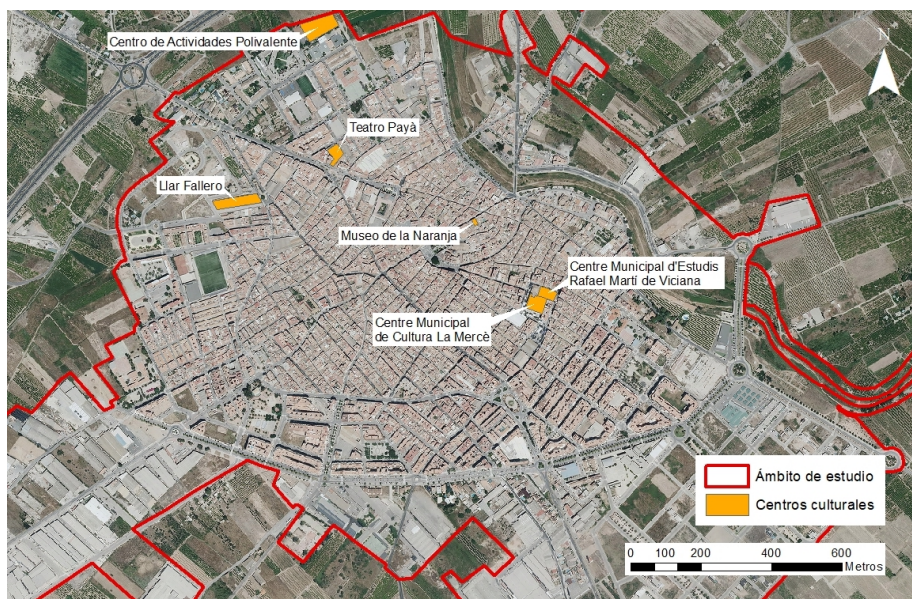 Centro de Actividades Polivalente
N
Teatro Payà
Llar Fallero
Museo de la Naranja
Centre Municipal d'Estudis
Rafael Martí de Viciana
Centre Municipal
de Cultura La Mercè
Ámbito de estudio
Centros culturales
0 100 200 400 600
Metros